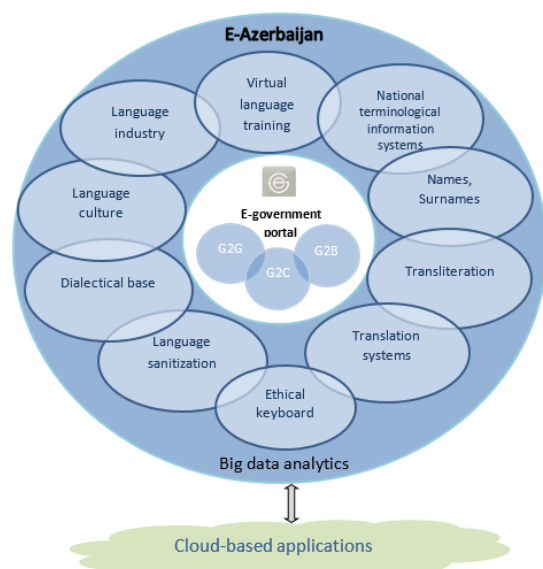 E-Azerbaijan
Virtual
language
training
National
terminological
information
systems
Names,
Surnames
Transliteration
Translation
systems
Ethical
keyboard
Language
sanitization
Dialectical base
Language
culture
Language
industry
E-government
portal
G2G
G2C
G2B
Big data analytics
Cloud-based applications